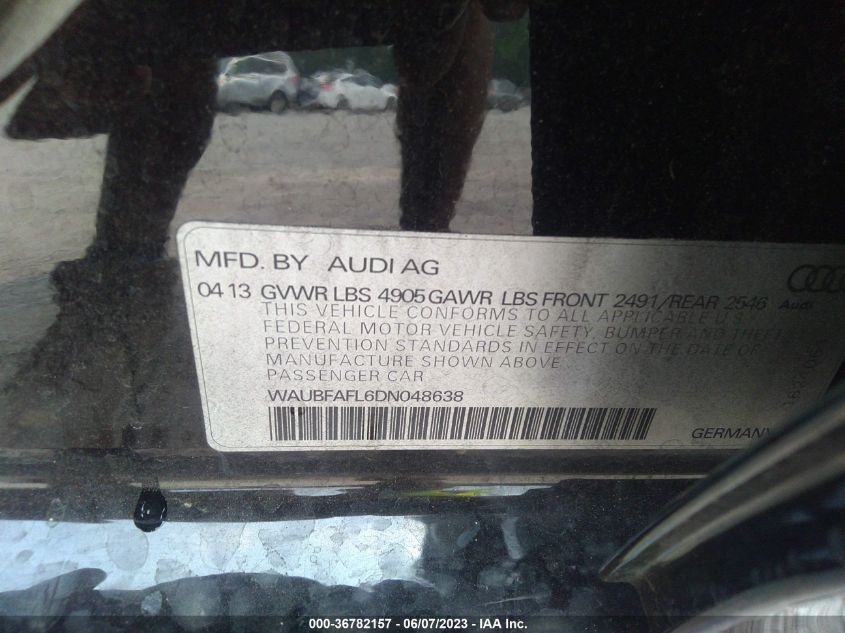 MFD. BY AUDI AG
04 13 GVWR LBS 4905 GAWR LBS FRONT 2491/REAR 2546
Audi
THIS VEHICLE CONFORMS TO ALL APPLICABLE U.S.
FEDERAL MOTOR VEHICLE SAFETY, BUMPER AND THEFT
PREVENTION STANDARDS IN EFFECT ON THE DATE OF
MANUFACTURE SHOWN ABOVE
PASSENGER CAR
WAUBFAFL6DN048638
GERMANY
000-36782157 - 06/07/2023 - IAA Inc.